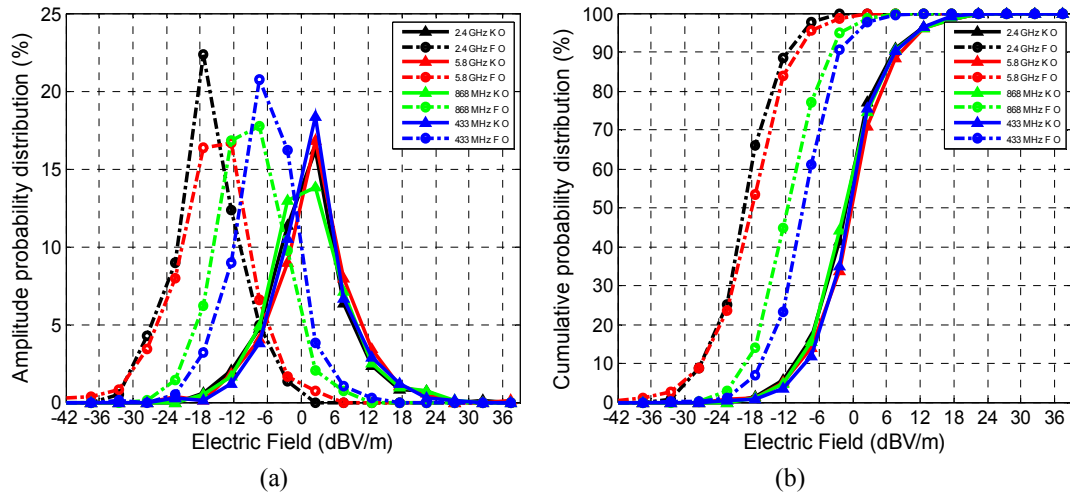 25
20
15
10
5
0
-42 -36 -30 -24 -18 -12 -6 0 6 12 18 24 30 36
Amplitude probability distribution (%)
Electric Field (dBV/m)
2.4 GHz K O
2.4 GHz F O
5.8 GHz K O
5.8 GHz F O
868 MHz K O
868 MHz F O
433 MHz K O
433 MHz F O
(a)
100
90
80
70
60
50
40
30
20
10
0
-42 -36 -30 -24 -18 -12 -6 0 6 12 18 24 30 36
Cumulative probability distribution (%)
Electric Field (dBV/m)
2.4 GHz K O
2.4 GHz F O
5.8 GHz K O
5.8 GHz F O
868 MHz K O
868 MHz F O
433 MHz K O
433 MHz F O
(b)